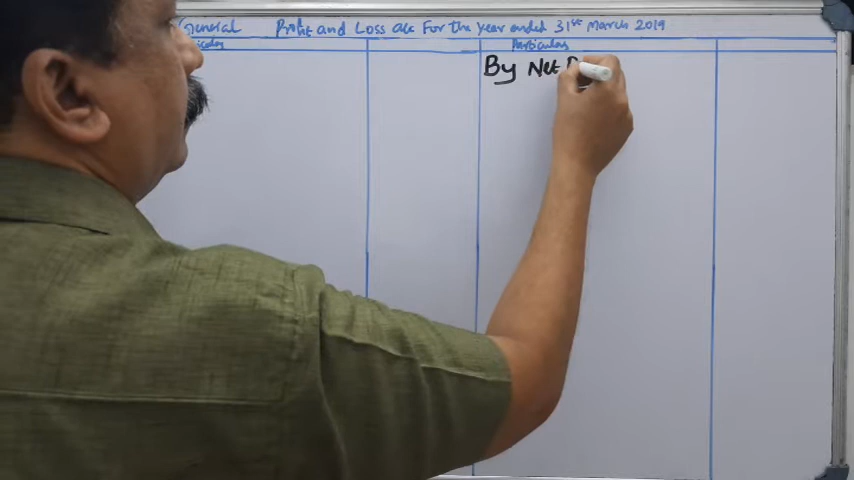 General Profit and Loss a/c For the Year ended 31st March 2019
Particulars
By Net